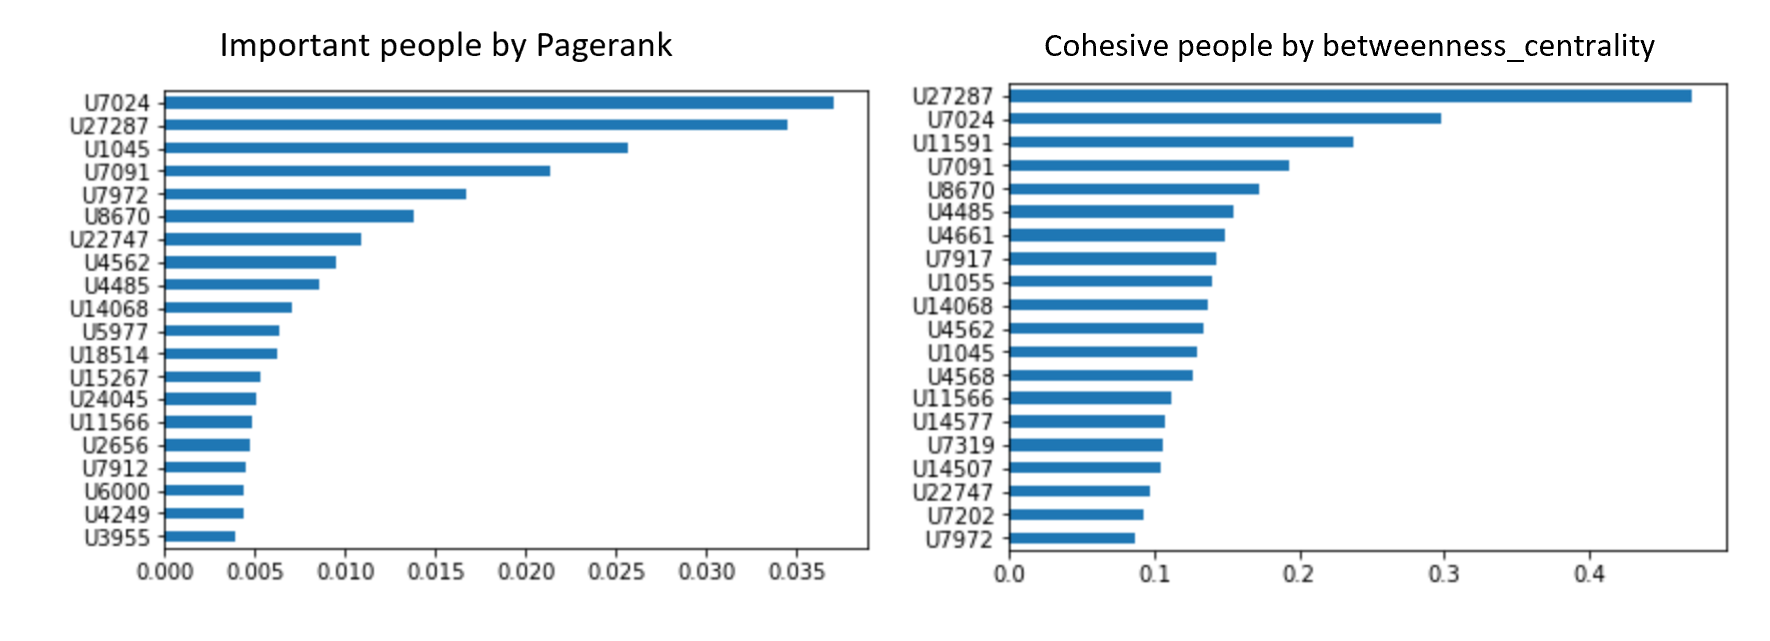 Important people by Pagerank
U7024
U27287
U1045
U7091
U7972
U8670
U22747
U4562
U4485
U14068
U5977
U18514
U15267
U24045
U11566
U2656
U7912
U6000
U4249
U3955
0.000 0.005 0.010 0.015 0.020 0.025 0.030 0.035
Cohesive people by betweenness_centrality
U27287
U7024
U11591
U7091
U8670
U4485
U4661
U7917
U1055
U14068
U4562
U1045
U4568
U11566
U14577
U7319
U14507
U22747
U7202
U7972
0.0 0.1 0.2 0.3 0.4